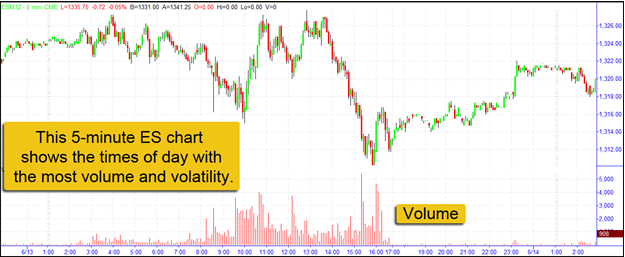 ESM12 - 5 min CME L=1335.75 -0.72 -0.05% B=1331.00 A=1341.25 O=0.00 Hi=0.00 Lo=0.00 V=0
1,326.00
1,324.00
1,322.00
1,320.00
1,318.00
1,316.00
1,314.00
1,312.00
This 5-minute ES chart
shows the times of day with
the most volume and volatility.
Volume
5,000
4,000
3,000
2,000
908
6/13 1:00 2:00 3:00 4:00 5:00 6:00 7:00 8:00 9:00 10:00 11:00 12:00 13:00 14:00 15:00 16:00 17:00 19:00 20:00 21:00 22:00 23:00 6/14 1:00 2:00